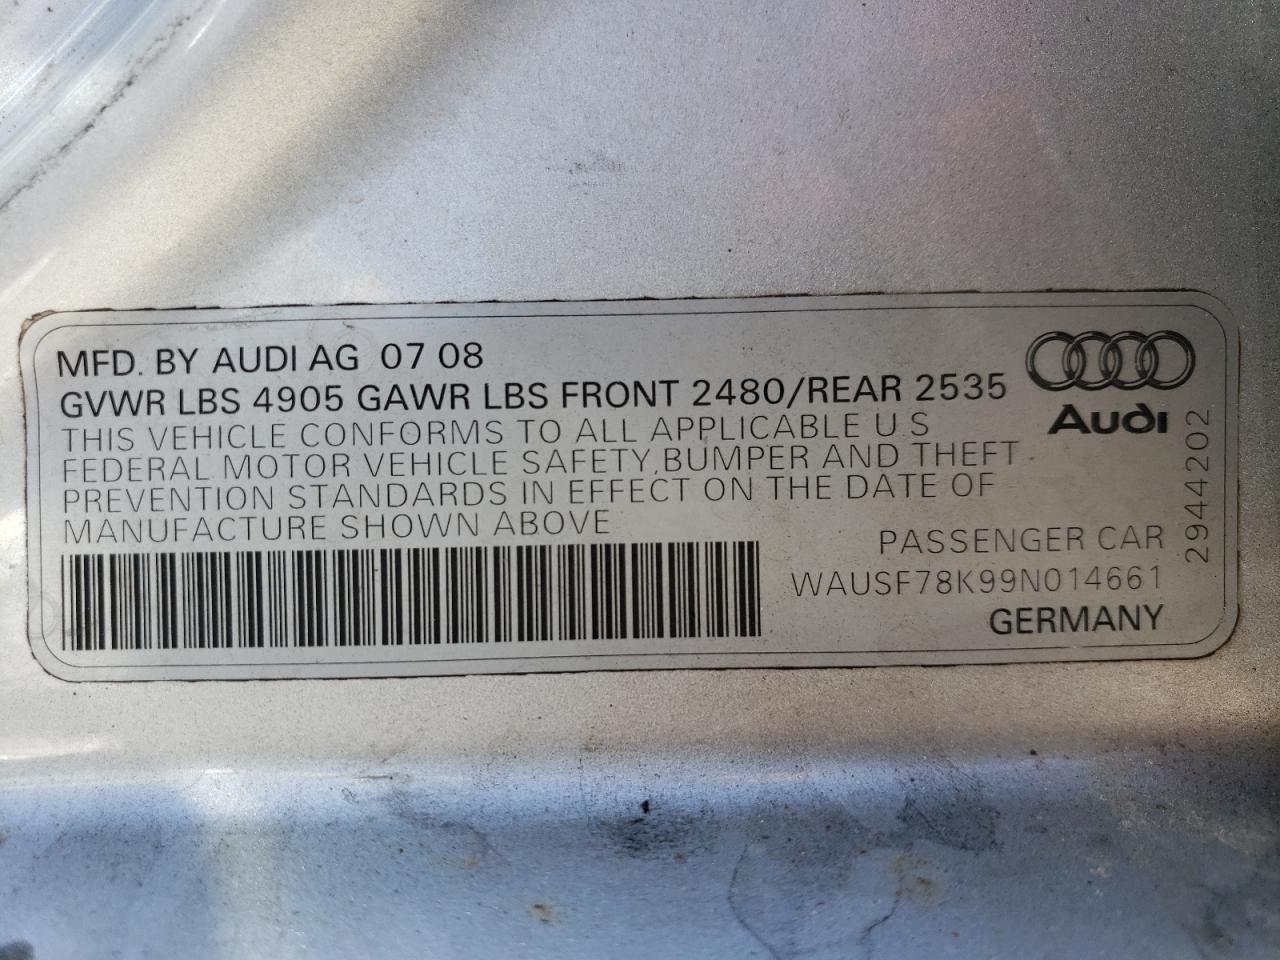 MFD. BY AUDI AG 07 08
GVWR LBS 4905 GAWR LBS FRONT 2480/REAR 2535
THIS VEHICLE CONFORMS TO ALL APPLICABLE U S
FEDERAL MOTOR VEHICLE SAFETY, BUMPER AND THEFT
PREVENTION STANDARDS IN EFFECT ON THE DATE OF
MANUFACTURE SHOWN ABOVE
PASSENGER CAR
WAUSF78K99N014661
GERMANY
Audi
2944202